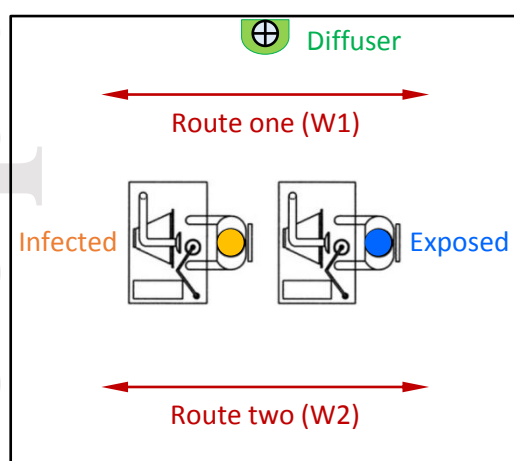 Diffuser
Route one (W1)
Infected
Exposed
Route two (W2)